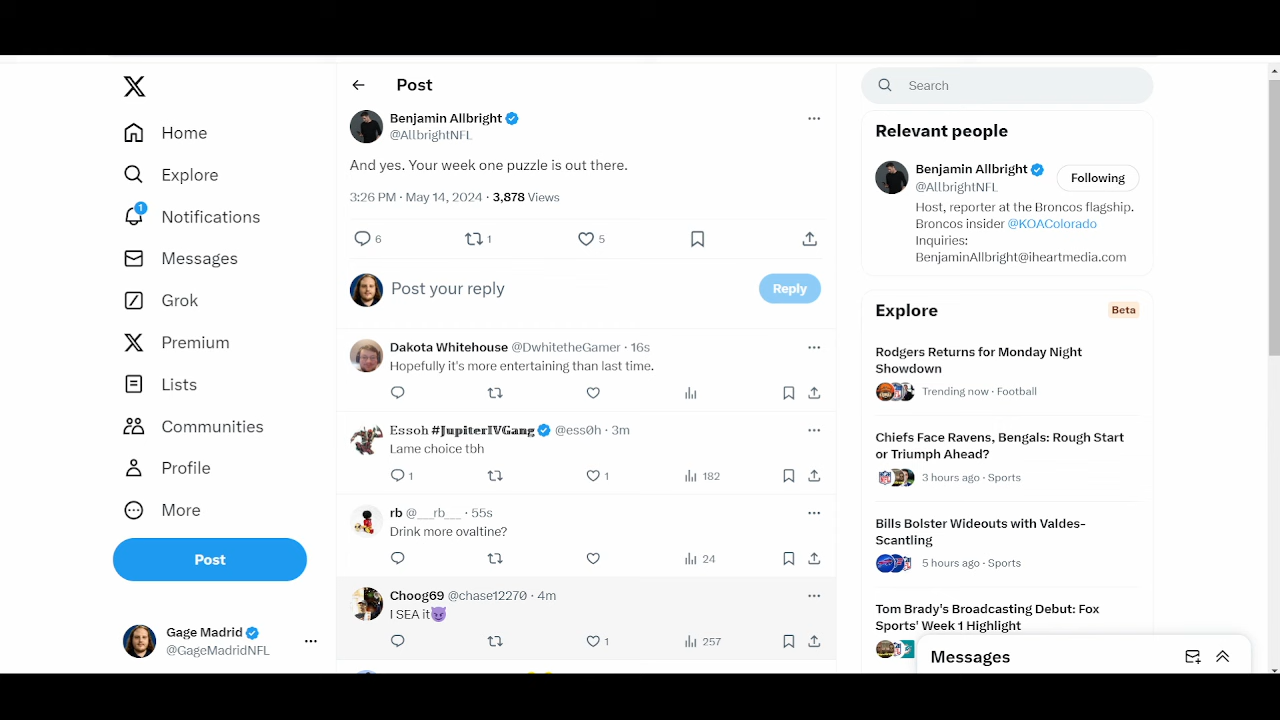 Home
Explore
1
Notifications
Messages
Grok
Premium
Lists
Communities
Profile
More
Post
Gage Madrid
@GageMadridNFL
Post
Benjamin Allbright
@AllbrightNFL
And yes. Your week one puzzle is out there.
3:26 PM · May 14, 2024 · 3,878 Views
6 1 5
Post your reply
Reply
Dakota Whitehouse @DwhitetheGamer · 16s
Hopefully it's more entertaining than last time.
𝔼𝕤𝕤𝕠𝕙 #𝕁𝕦𝕡𝕚𝕥𝕖𝕣𝕀𝕍𝔾𝕒𝕟𝕘 @ess0h · 3m
Lame choice tbh
1 1 182
rb @___rb___ · 55s
Drink more ovaltine?
24
Choog69 @chase12270 · 4m
I SEA it😈
1 257
Search
Relevant people
Benjamin Allbright
Following
@AllbrightNFL
Host, reporter at the Broncos flagship.
Broncos insider @KOAColorado
Inquiries:
BenjaminAllbright@iheartmedia.com
Explore
Beta
Rodgers Returns for Monday Night
Showdown
Trending now · Football
Chiefs Face Ravens, Bengals: Rough Start
or Triumph Ahead?
3 hours ago · Sports
Bills Bolster Wideouts with Valdes-
Scantling
5 hours ago · Sports
Tom Brady's Broadcasting Debut: Fox
Sports' Week 1 Highlight
Messages